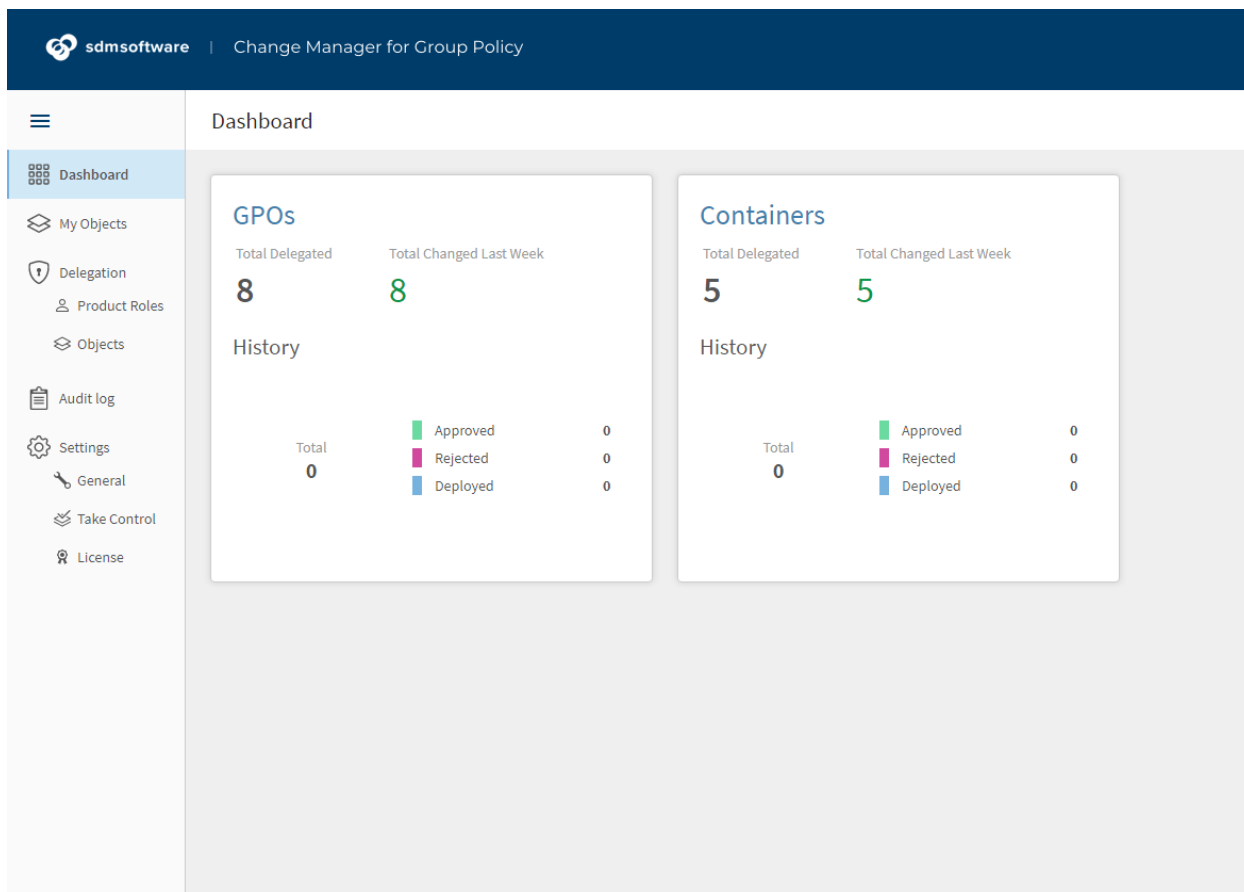 sdmsoftware | Change Manager for Group Policy
Dashboard
Dashboard
My Objects
Delegation
Product Roles
Objects
Audit log
Settings
General
Take Control
License
GPOs
Total Delegated Total Changed Last Week
8 8
History
Total
0
Approved 0
Rejected 0
Deployed 0
Containers
Total Delegated Total Changed Last Week
5 5
History
Total
0
Approved 0
Rejected 0
Deployed 0